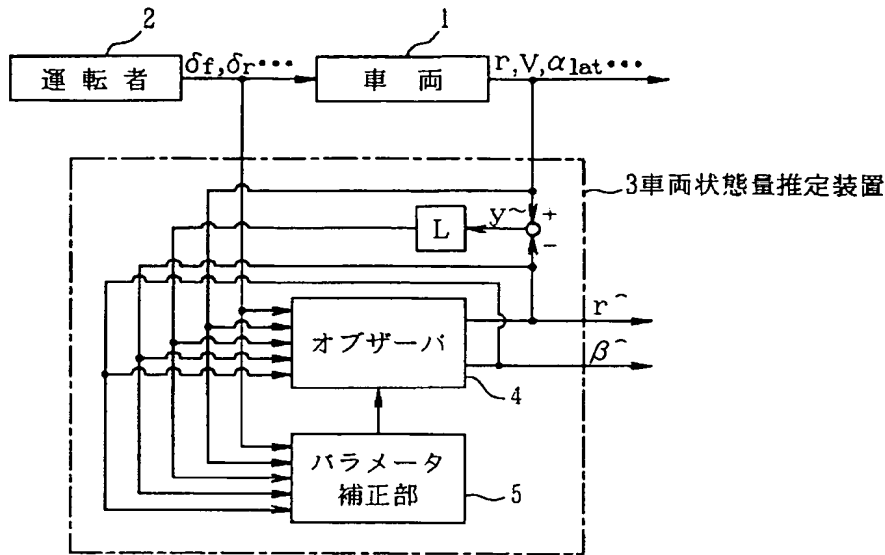 2
1
運転者
δf,δr・・・
車両
r,V,αlat・・・
3車両状態量推定装置
L
y~
+
-
オブザーバ
r^
β^
4
パラメータ
補正部
5